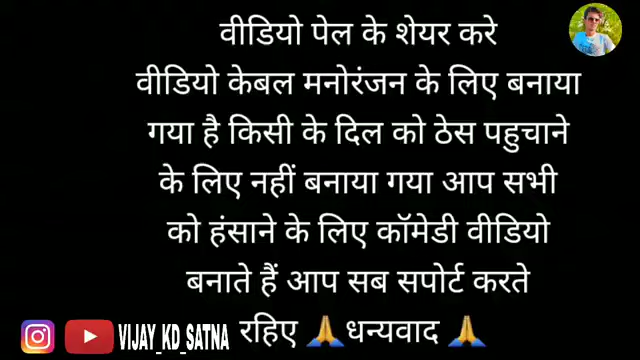 वीडियो पेल के शेयर करे
वीडियो केबल मनोरंजन के लिए बनाया
गया है किसी के दिल को ठेस पहुचाने
के लिए नहीं बनाया गया आप सभी
को हंसाने के लिए कॉमेडी वीडियो
बनाते हैं आप सब सपोर्ट करते
रहिए 🙏धन्यवाद 🙏
VIJAY_KD_SATNA